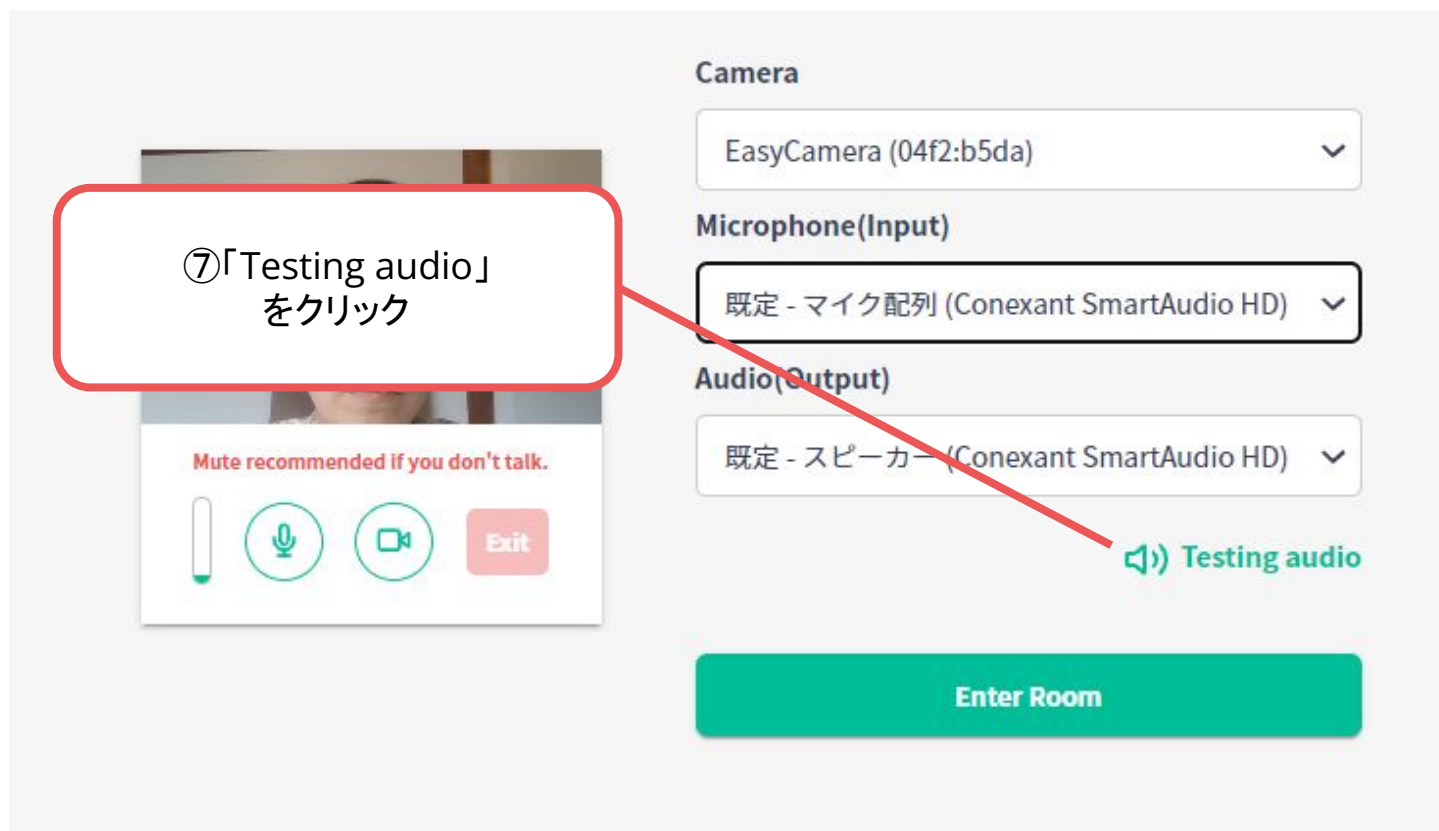 Camera
EasyCamera (04f2:b5da)
Microphone(Input)
⑦「Testing audio」
をクリック
既定 - マイク配列 (Conexant SmartAudio HD)
Audio(Output)
既定 - スピーカー (Conexant SmartAudio HD)
Mute recommended if you don't talk.
Exit
Testing audio
Enter Room